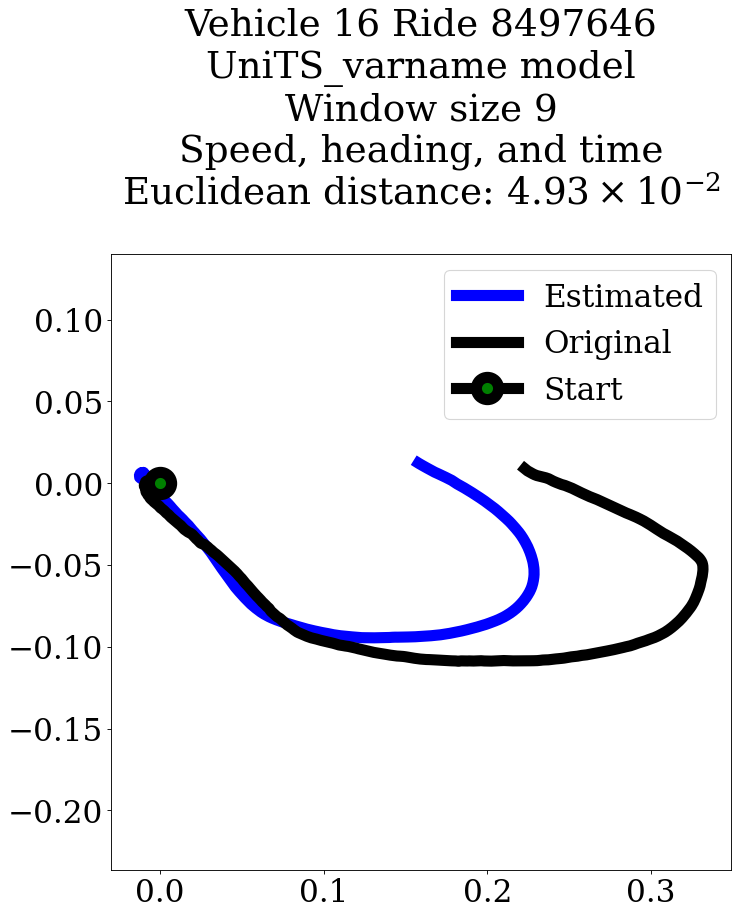 Vehicle 16 Ride 8497646
UniTS_varname model
Window size 9
Speed, heading, and time
Euclidean distance: 4.93 × 10⁻²
Estimated
Original
Start
0.10
0.05
0.00
−0.05
−0.10
−0.15
−0.20
0.0 0.1 0.2 0.3